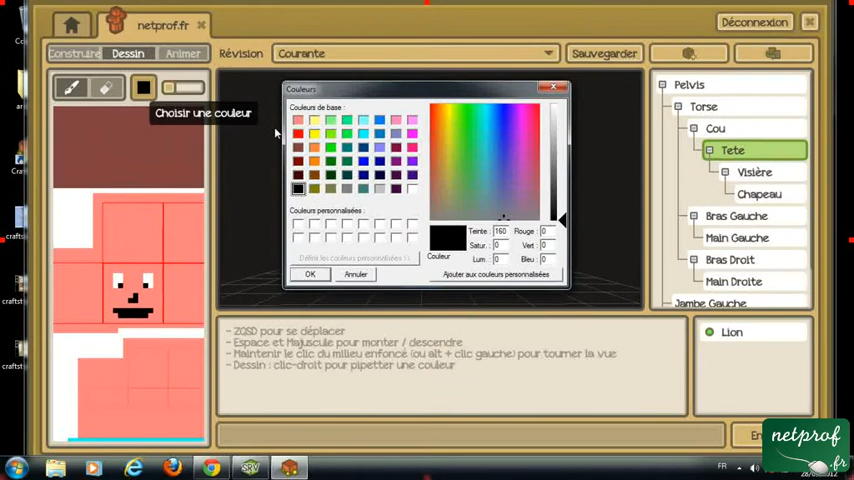 netprof.fr
Déconnexion
Construire Dessin Animer
Révision Courante Sauvegarder
Choisir une couleur
Couleurs
Couleurs de base :
Couleurs personnalisées :
Définir les couleurs personnalisées >>
OK Annuler
Couleur
Teinte : 160 Rouge : 0
Satur. : 0 Vert : 0
Lum. : 0 Bleu : 0
Ajouter aux couleurs personnalisées
Pelvis
Torse
Cou
Tete
Visière
Chapeau
Bras Gauche
Main Gauche
Bras Droit
Main Droite
Jambe Gauche
- ZQSD pour se déplacer
- Espace et Majuscule pour monter / descendre
- Maintenir le clic du milieu enfoncé (ou alt + clic gauche) pour tourner la vue
- Dessin : clic-droit pour pipetter une couleur
Lion
netprof
.fr
SRV
FR